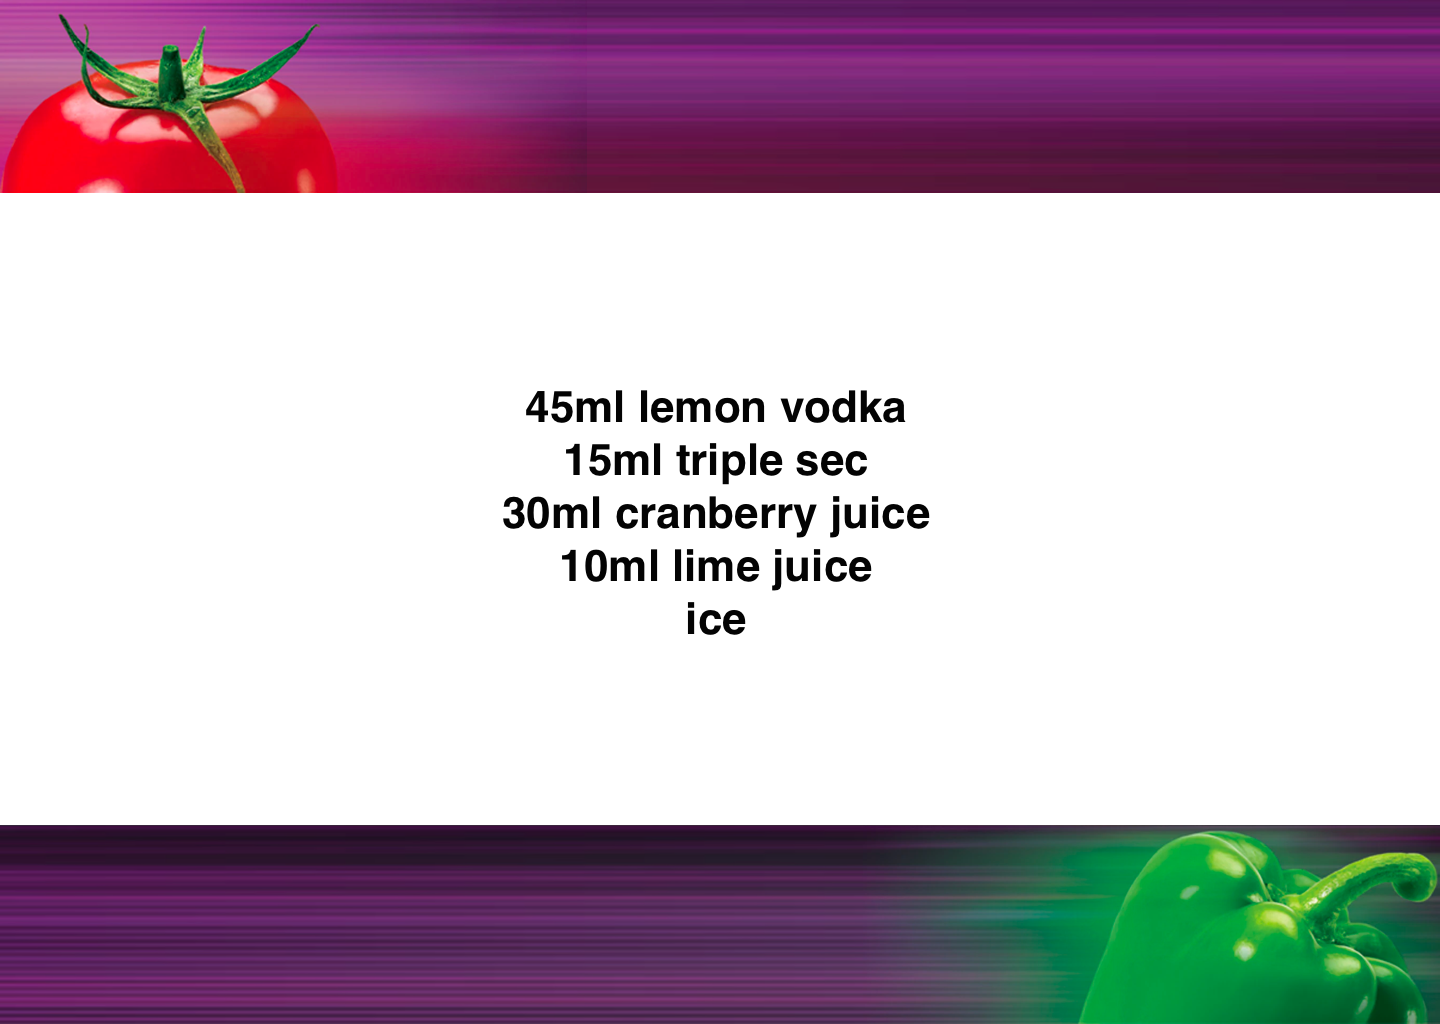 45ml lemon vodka
15ml triple sec
30ml cranberry juice
10ml lime juice
ice